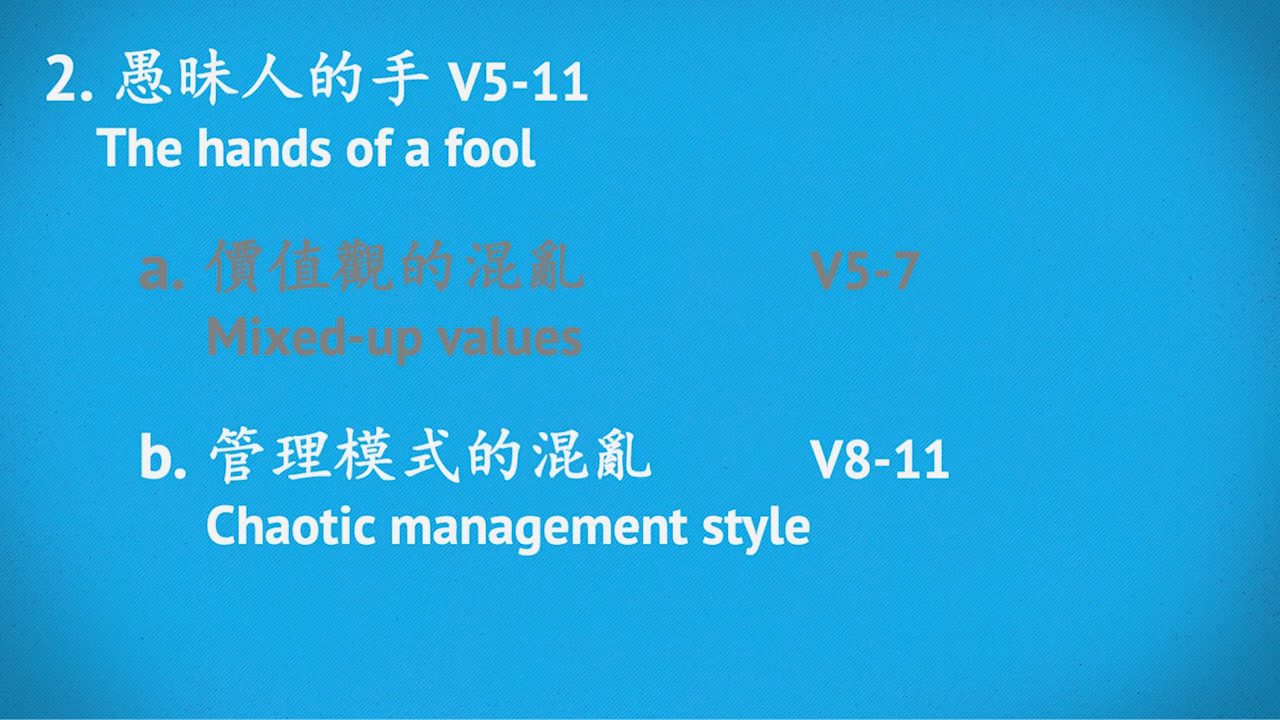 2. 愚昧人的手 V5-11
The hands of a fool
a. 價值觀的混亂 V5-7
Mixed-up values
b. 管理模式的混亂 V8-11
Chaotic management style